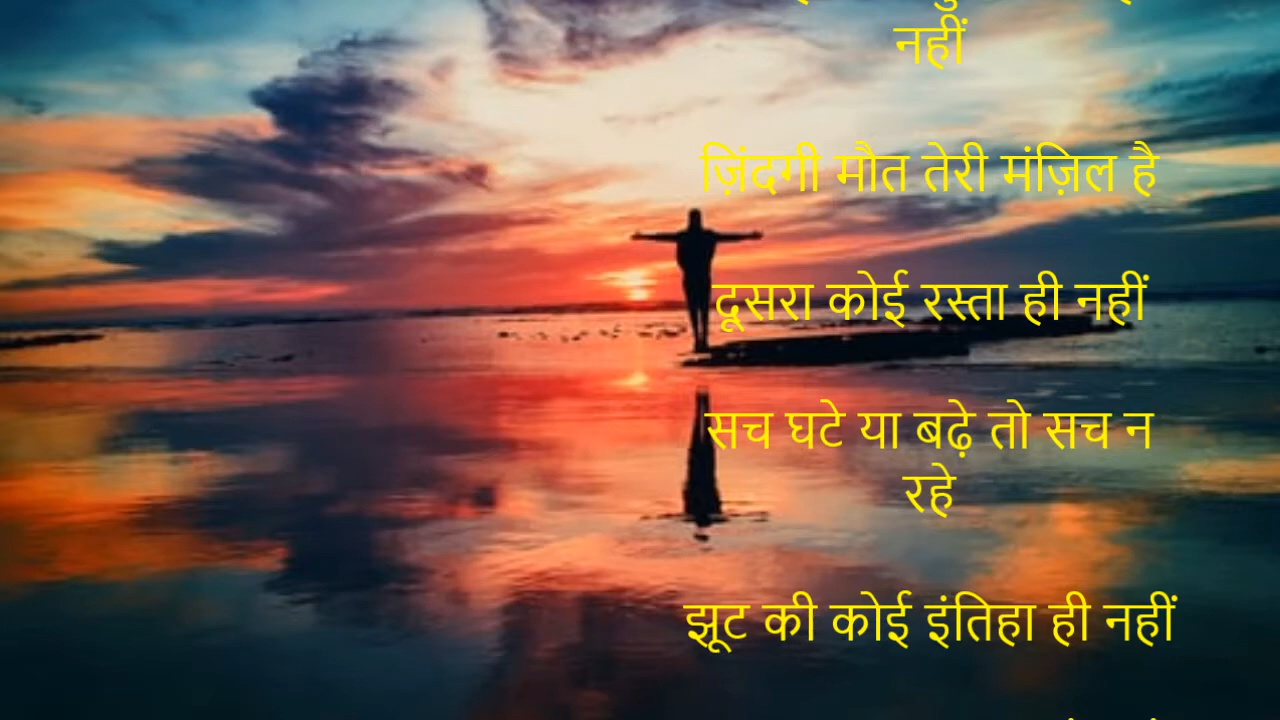 नहीं
ज़िंदगी मौत तेरी मंज़िल है
दूसरा कोई रस्ता ही नहीं
सच घटे या बढ़े तो सच न
रहे
झूट की कोई इंतिहा ही नहीं